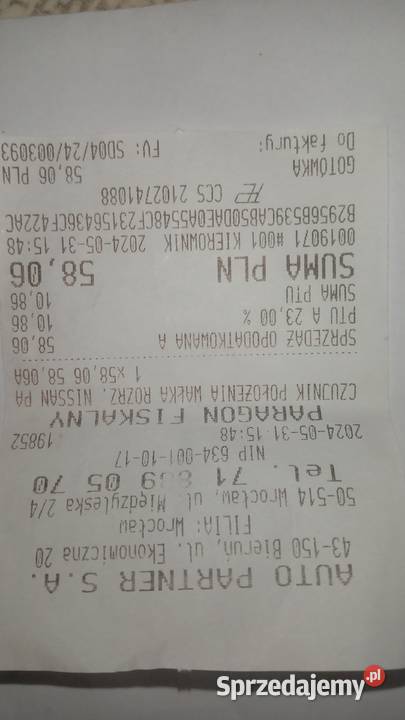 AUTO PARTNER S.A.
43-150 Bieruń, ul. Ekonomiczna 20
FILIA: Wrocław
50-514 Wrocław, ul. Międzyleska 2/4
Tel. 71 889 05 70
NIP 634-001-10-17
2024-05-31 15:48 19852
PARAGON FISKALNY
CZUJNIK POŁOŻENIA WAŁKA ROZRZ. NISSAN PA
1 x58,06 58,06A
SPRZEDAŻ OPODATKOWANA A 58,06
PTU A 23,00 % 10,86
SUMA PTU 10,86
SUMA PLN 58,06
0019071 #001 KIEROWNIK 2024-05-31 15:48
B2956B539CAB50DAE0A5548CF23156436CF422AC
CCS 2102741088
GOTÓWKA 58,06 PLN
Do faktury: FV: SD04/24/003093
Sprzedajemy.pl